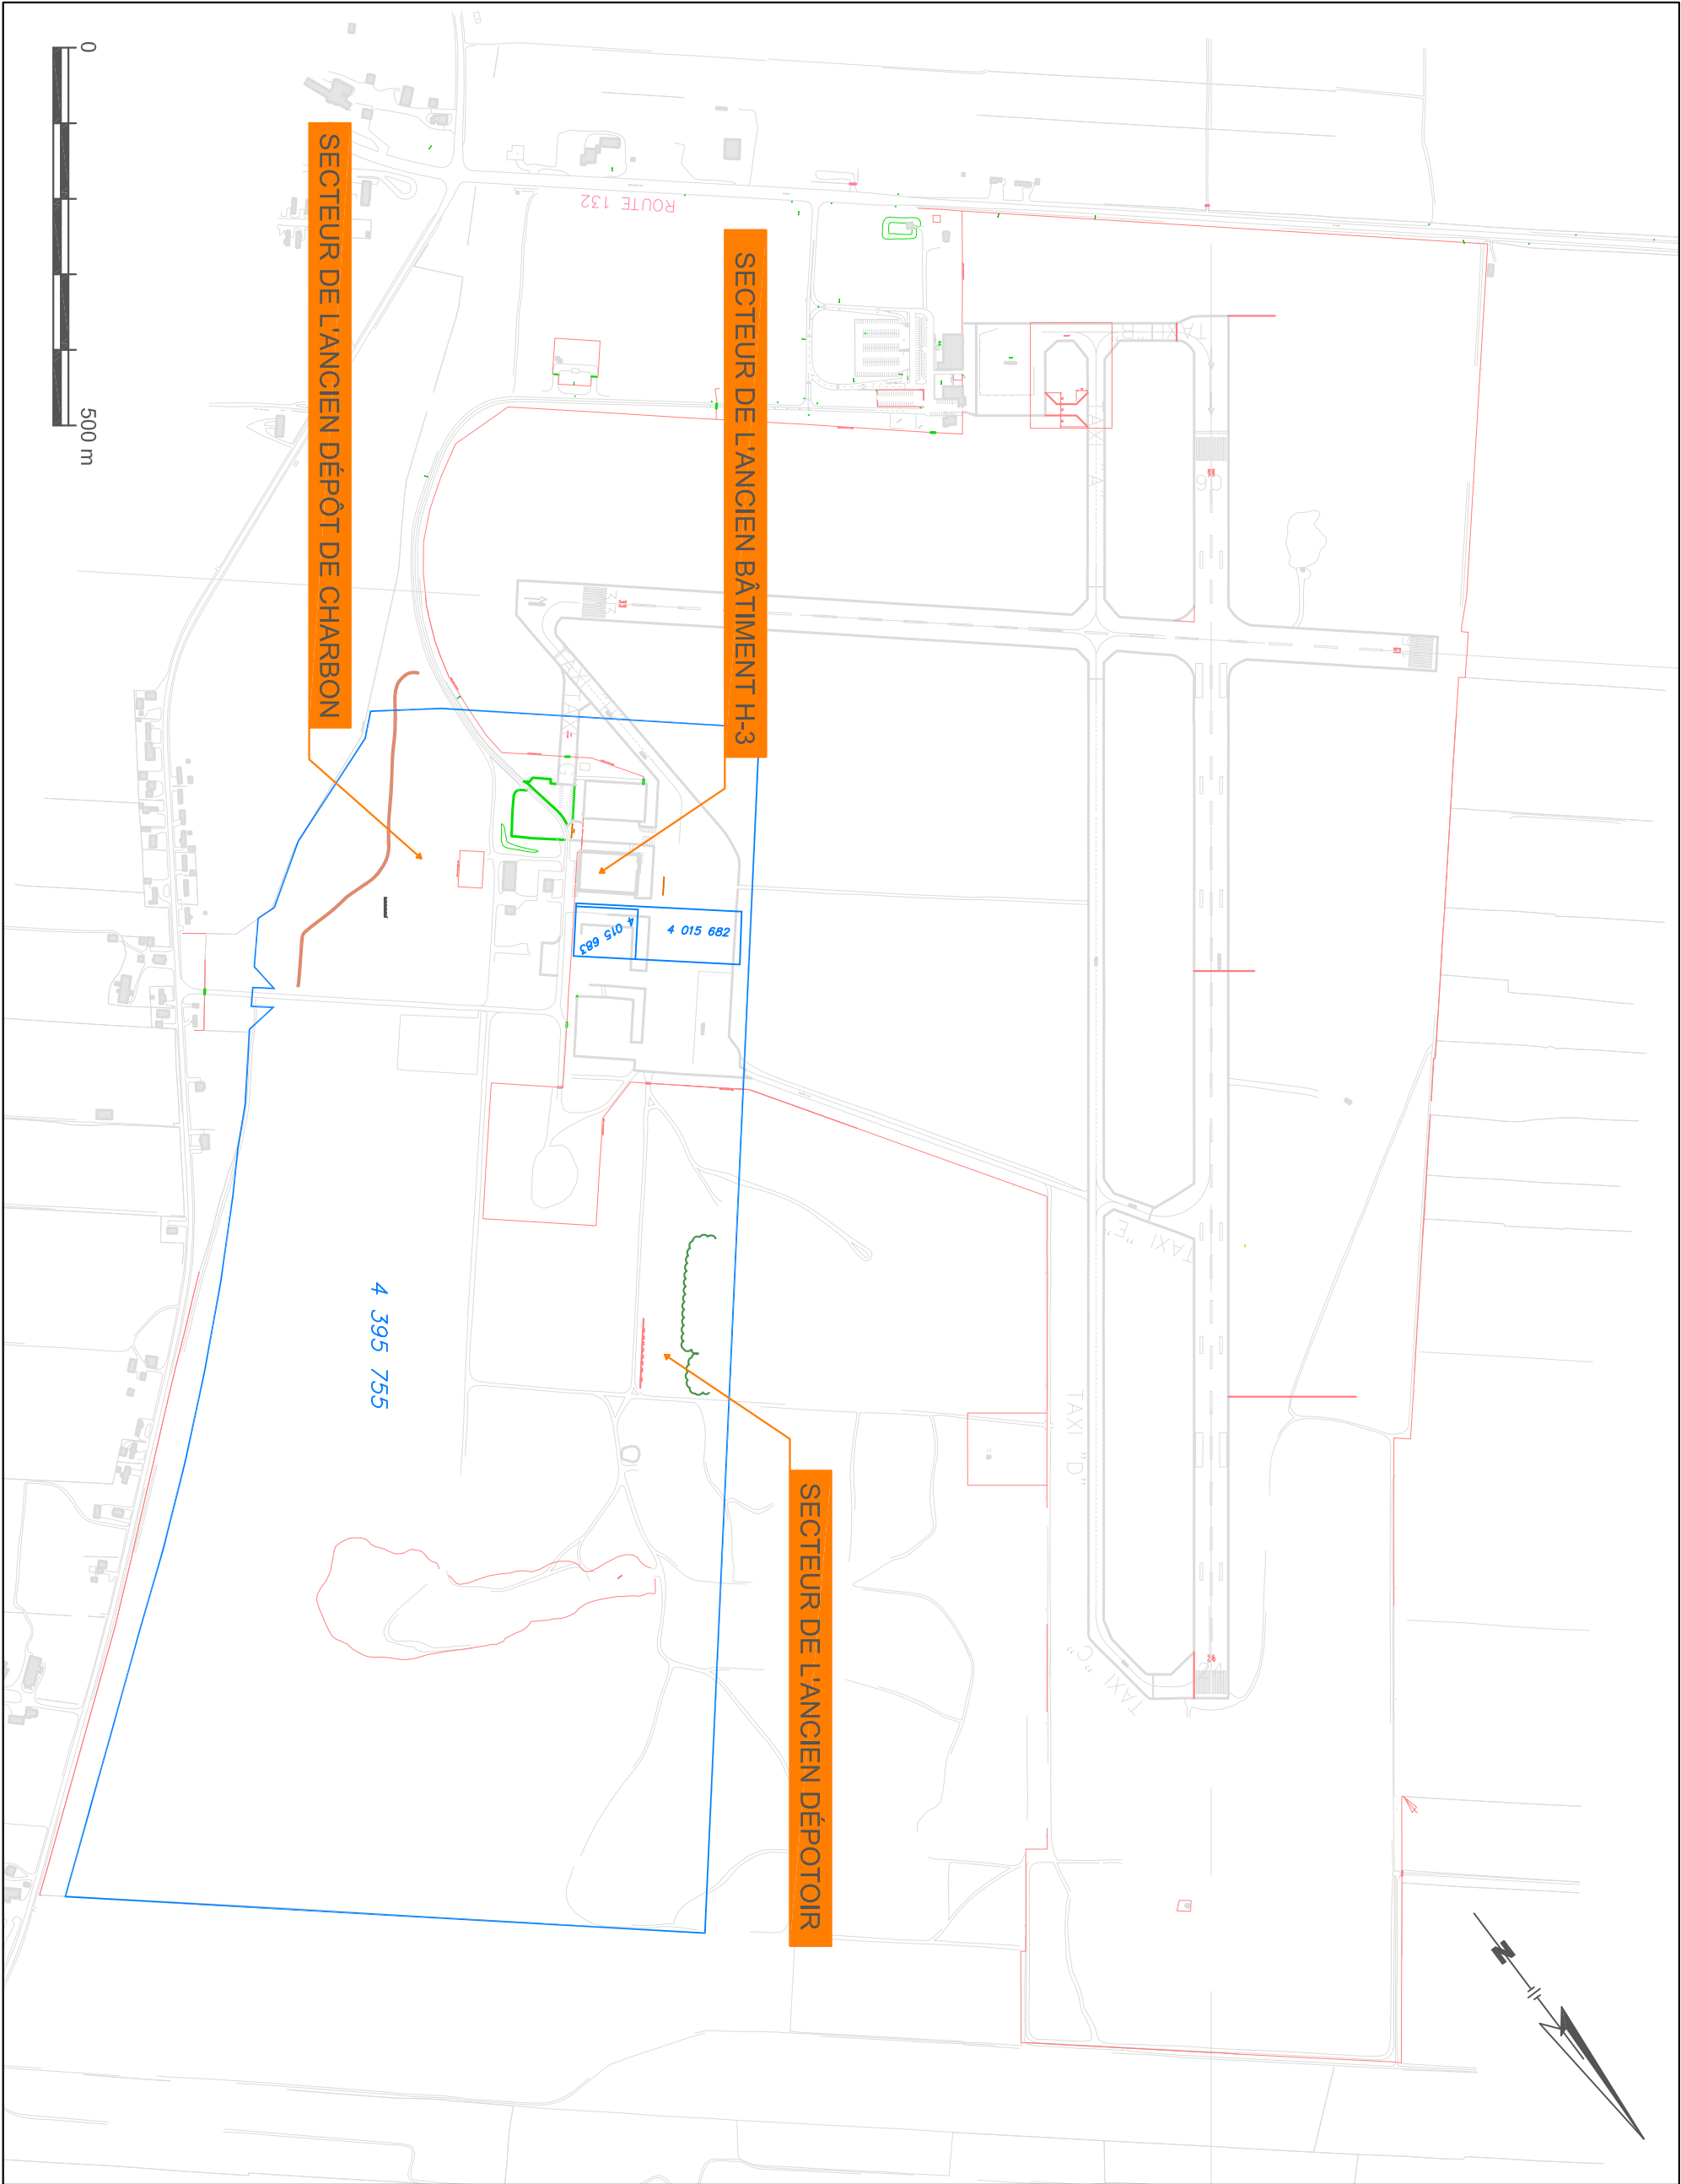 0
500 m
SECTEUR DE L'ANCIEN DÉPÔT DE CHARBON
ROUTE 132
SECTEUR DE L'ANCIEN BÂTIMENT H-3
4 015 683
4 015 682
4 395 755
SECTEUR DE L'ANCIEN DÉPOTOIR
TAXI "E"
TAXI "D"
TAXI "C"
N